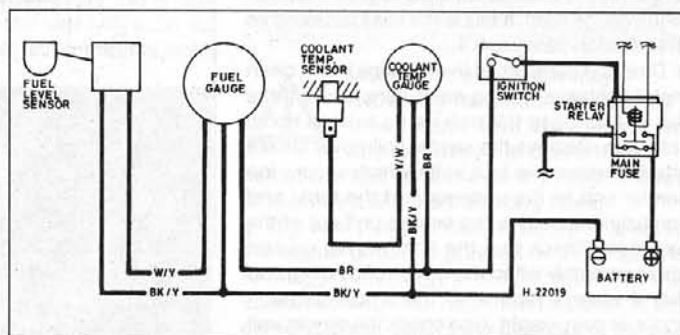 FUEL
LEVEL
SENSOR
FUEL
GAUGE
COOLANT
TEMP.
SENSOR
COOLANT
TEMP
GAUGE
IGNITION
SWITCH
STARTER
RELAY
MAIN
FUSE
G/W
BR
BK/Y
W/Y
BR
BK/Y
BK/Y
H.22019
BATTERY